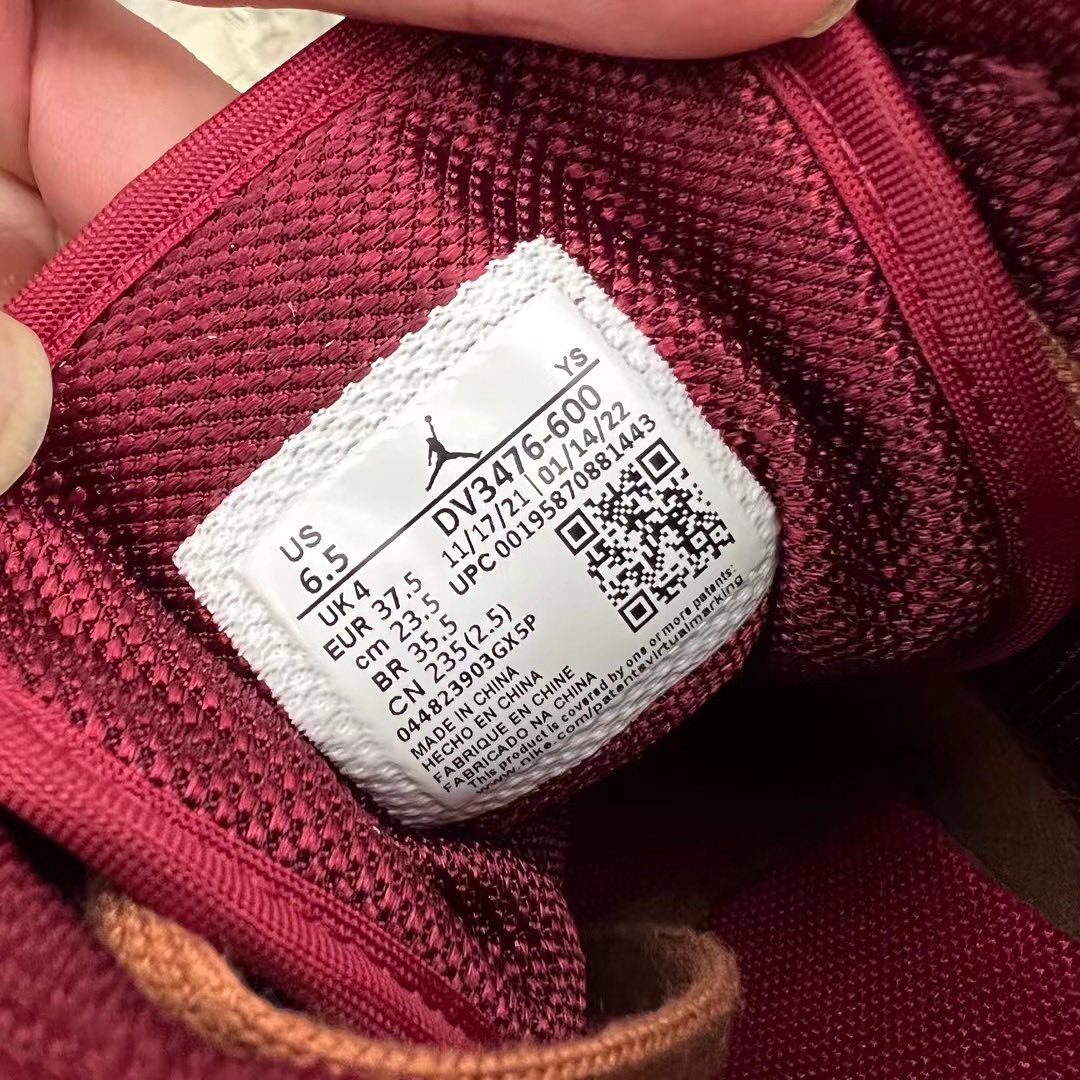 US
6.5
YS
UK 4
EUR 37,5
cm 23,5
BR 35,5
CN 235(2.5)
DV3476-600
11/17/21 | 01/14/22
UPC 00195870881443
044823903GX5P
MADE IN CHINA
HECHO EN CHINA
FABRIQUE EN CHINE
FABRICADO NA CHINA
This product is covered by one or more patents:
www.nike.com/patentsvirtualmarking